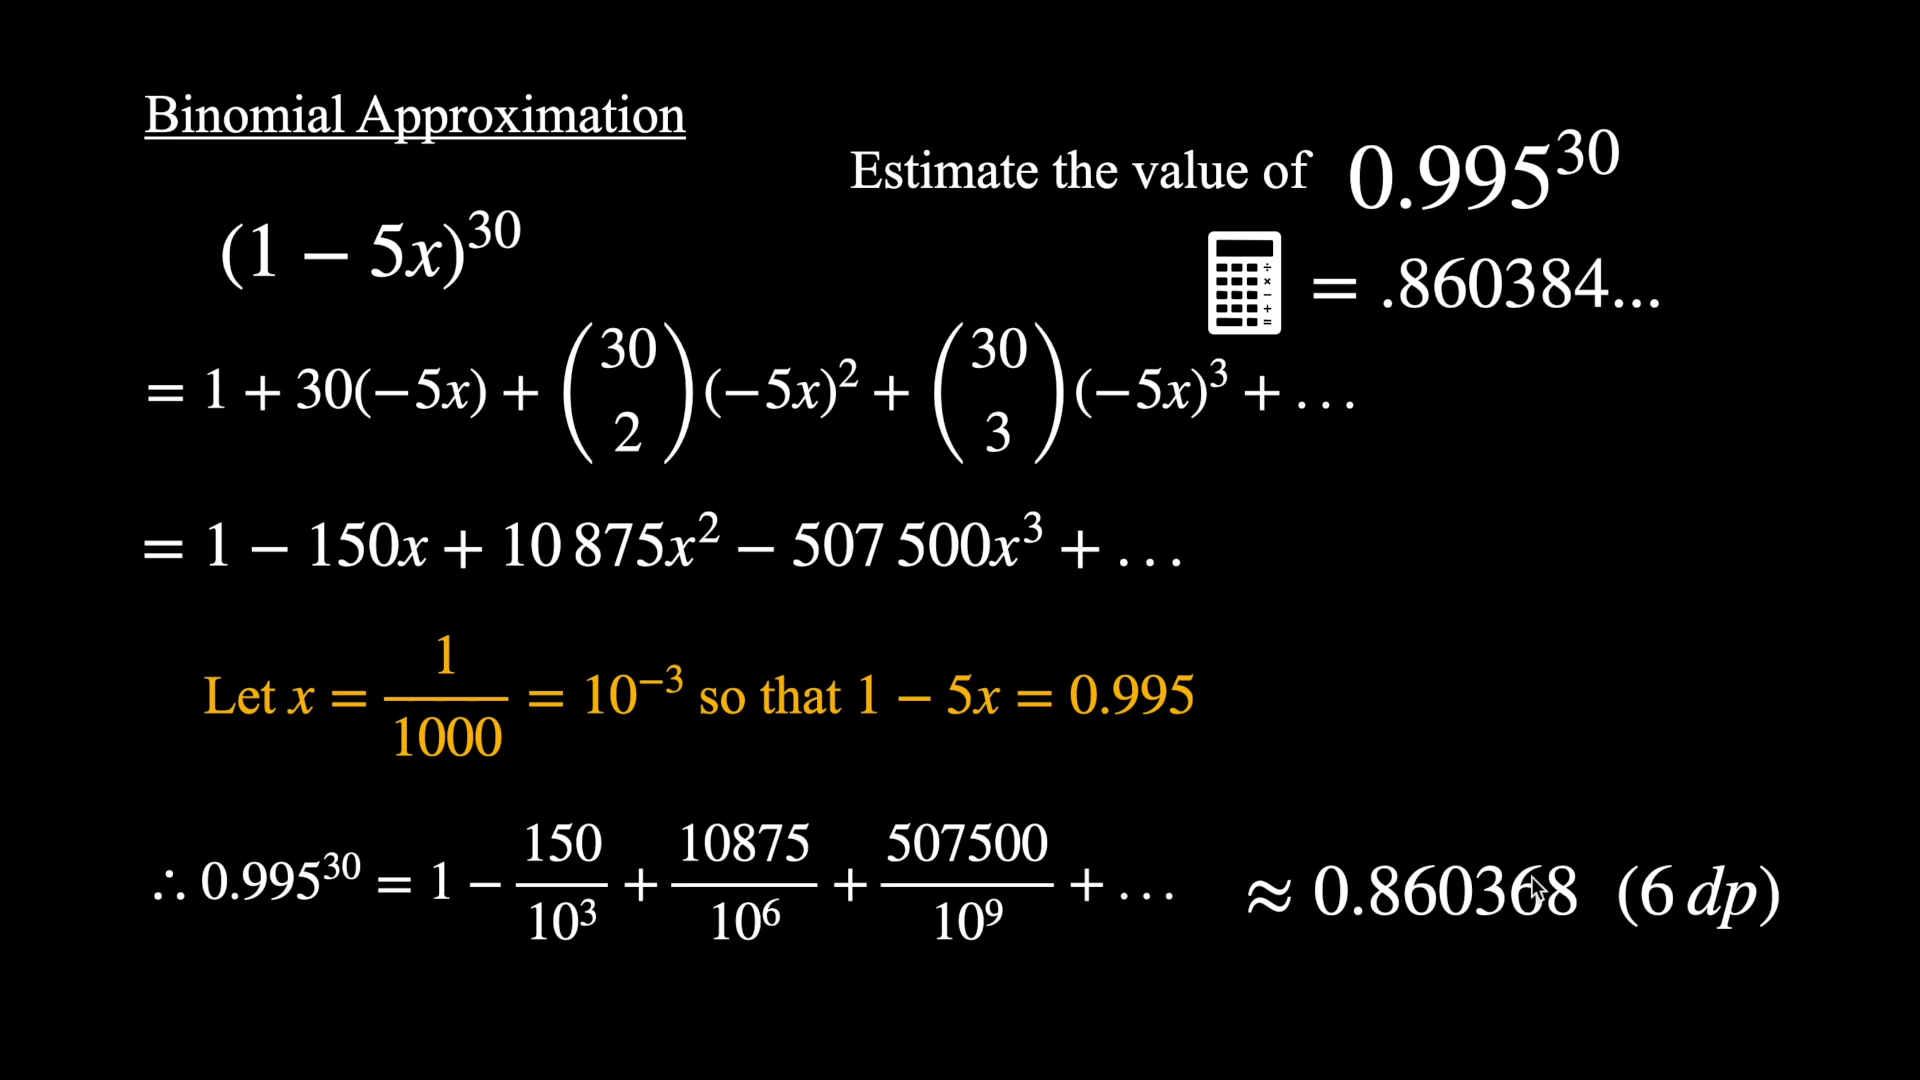 Binomial Approximation
Estimate the value of 0.995^30
(1 − 5x)^30
= .860384...
= 1 + 30(−5x) + (30 2)(−5x)^2 + (30 3)(−5x)^3 + ...
= 1 − 150x + 10 875x^2 − 507 500x^3 + ...
Let x = 1/1000 = 10^−3 so that 1 − 5x = 0.995
∴ 0.995^30 = 1 − 150/10^3 + 10875/10^6 + 507500/10^9 + ... ≈ 0.860368 (6 dp)